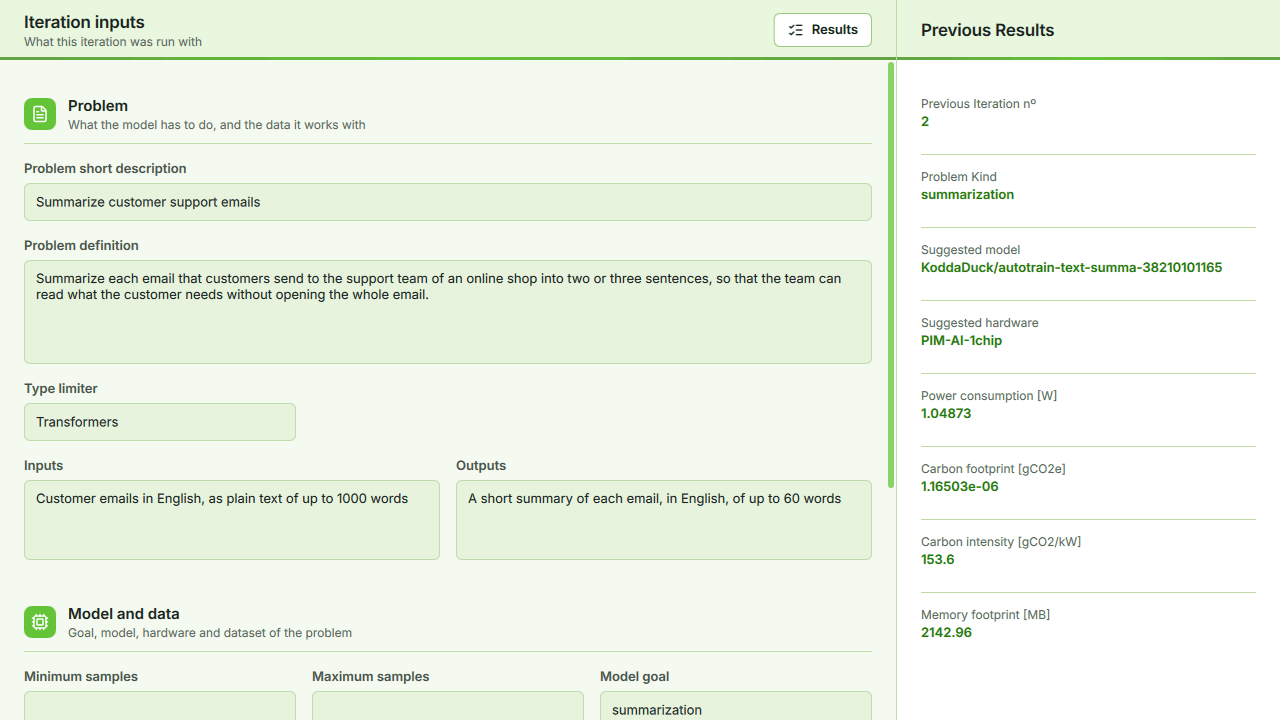 Iteration inputs
What this iteration was run with
Results
Problem
What the model has to do, and the data it works with
Problem short description
Summarize customer support emails
Problem definition
Summarize each email that customers send to the support team of an online shop into two or three sentences, so that the team can
read what the customer needs without opening the whole email.
Type limiter
Transformers
Inputs
Customer emails in English, as plain text of up to 1000 words
Outputs
A short summary of each email, in English, of up to 60 words
Model and data
Goal, model, hardware and dataset of the problem
Minimum samples
Maximum samples
Model goal
summarization
Previous Results
Previous Iteration nº
2
Problem Kind
summarization
Suggested model
KoddaDuck/autotrain-text-summa-38210101165
Suggested hardware
PIM-AI-1chip
Power consumption [W]
1.04873
Carbon footprint [gCO2e]
1.16503e-06
Carbon intensity [gCO2/kW]
153.6
Memory footprint [MB]
2142.96